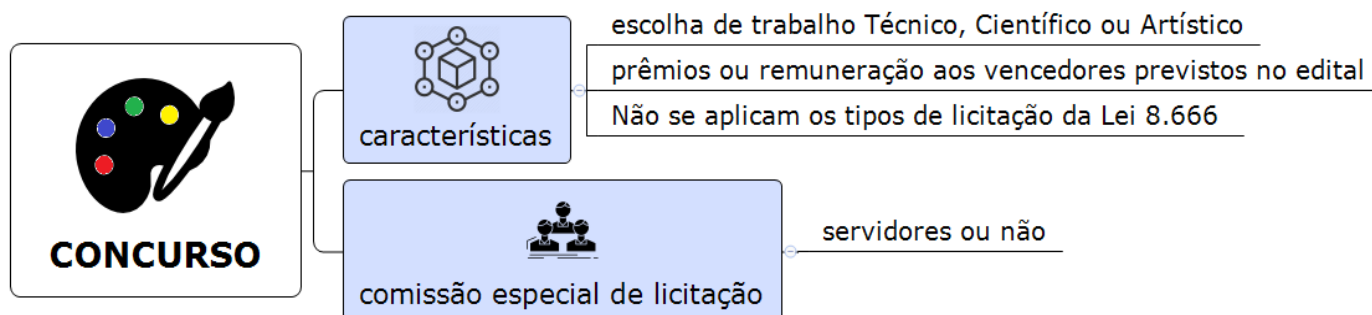 CONCURSO
características
escolha de trabalho Técnico, Científico ou Artístico
prêmios ou remuneração aos vencedores previstos no edital
Não se aplicam os tipos de licitação da Lei 8.666
comissão especial de licitação
servidores ou não